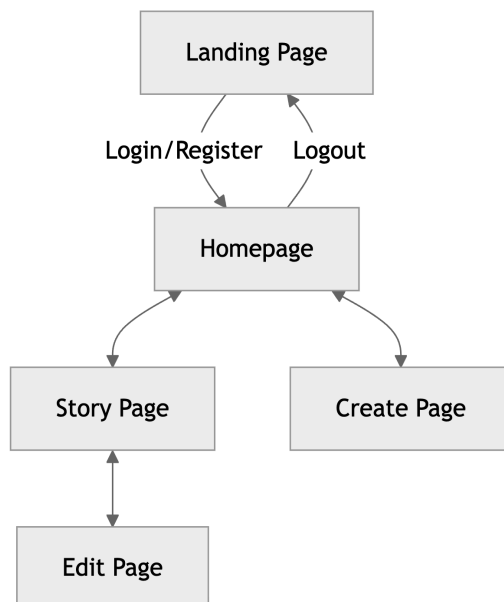 Landing Page
Login/Register
Logout
Homepage
Story Page
Create Page
Edit Page